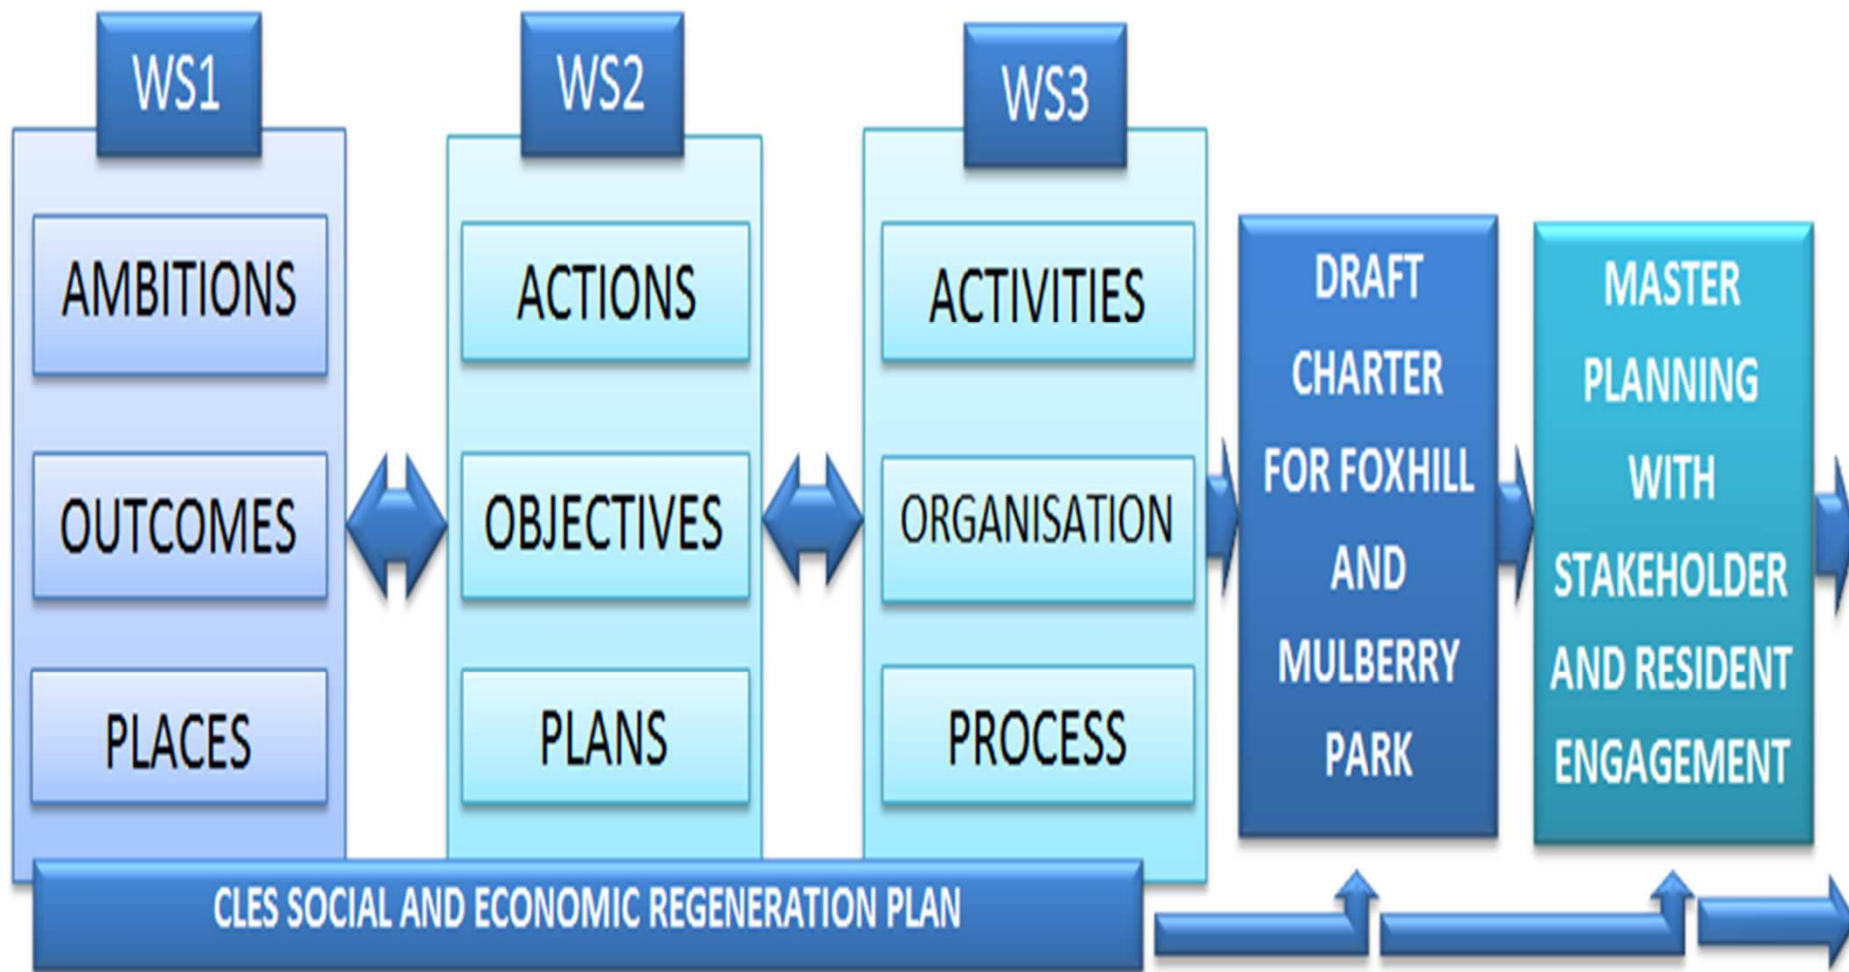 WS1
AMBITIONS
OUTCOMES
PLACES
WS2
ACTIONS
OBJECTIVES
PLANS
WS3
ACTIVITIES
ORGANISATION
PROCESS
DRAFT
CHARTER
FOR FOXHILL
AND
MULBERRY
PARK
MASTER
PLANNING
WITH
STAKEHOLDER
AND RESIDENT
ENGAGEMENT
CLES SOCIAL AND ECONOMIC REGENERATION PLAN